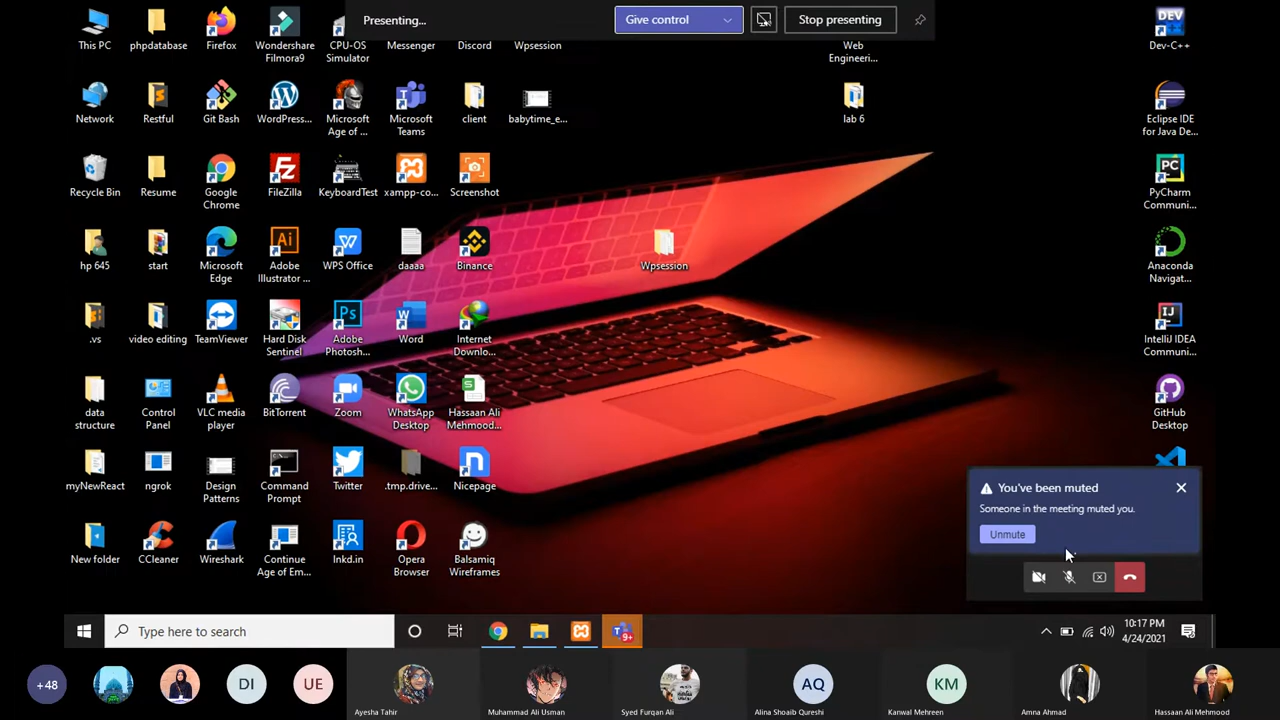 Presenting...
Give control
Stop presenting
This PC
phpdatabase
Firefox
Wondershare
Filmora9
CPU-OS
Simulator
Messenger
Discord
Wpsession
Web
Engineeri...
DEV
Dev-C++
Network
Restful
Git Bash
WordPress...
Microsoft
Age of ...
Microsoft
Teams
client
babytime_e...
lab 6
Eclipse IDE
for Java De...
Recycle Bin
Resume
Google
Chrome
FileZilla
KeyboardTest
xampp-co...
Screenshot
PC
PyCharm
Communi...
hp 645
start
Microsoft
Edge
Ai
Adobe
Illustrator ...
WPS Office
daaaa
Binance
Wpsession
Anaconda
Navigat...
.vs
video editing
TeamViewer
Hard Disk
Sentinel
Ps
Adobe
Photosh...
Word
Internet
Downlo...
IJ
IntelliJ IDEA
Communi...
data
structure
Control
Panel
VLC media
player
BitTorrent
Zoom
WhatsApp
Desktop
Hassaan Ali
Mehmood...
GitHub
Desktop
myNewReact
ngrok
Design
Patterns
Command
Prompt
Twitter
.tmp.drive...
Nicepage
New folder
CCleaner
Wireshark
Continue
Age of Em...
lnkd.in
Opera
Browser
Balsamiq
Wireframes
You've been muted
Someone in the meeting muted you.
Unmute
Type here to search
9+
10:17 PM
4/24/2021
+48
DI
UE
AQ
KM
Ayesha Tahir
Muhammad Ali Usman
Syed Furqan Ali
Alina Shoaib Qureshi
Kanwal Mehreen
Amna Ahmad
Hassaan Ali Mehmood